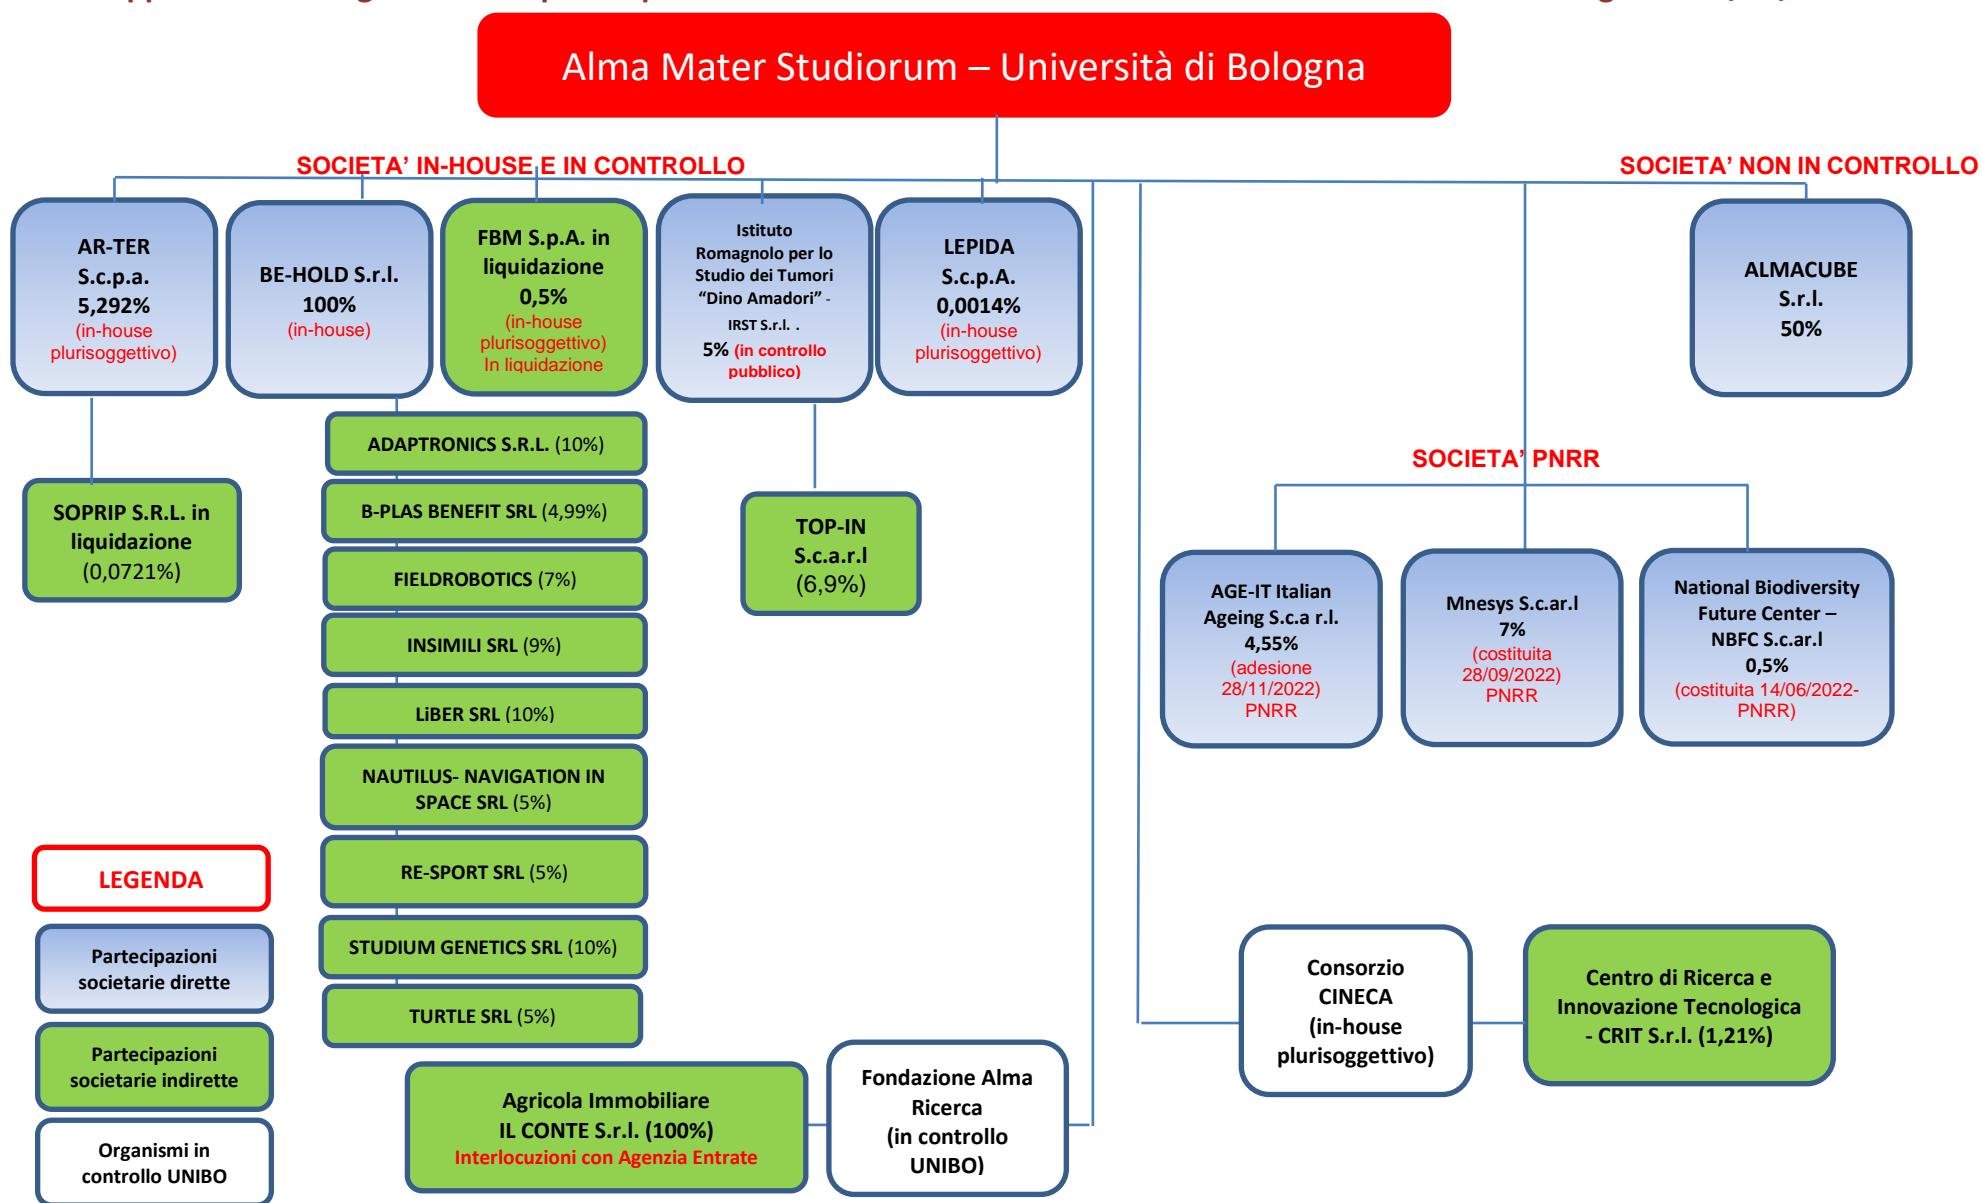 Alma Mater Studiorum – Università di Bologna
SOCIETA’ IN-HOUSE E IN CONTROLLO
SOCIETA’ NON IN CONTROLLO
AR-TER
S.c.p.a.
5,292%
(in-house
plurisoggettivo)
BE-HOLD S.r.l.
100%
(in-house)
FBM S.p.A. in
liquidazione
0,5%
(in-house
plurisoggettivo)
In liquidazione
Istituto
Romagnolo per lo
Studio dei Tumori
“Dino Amadori” -
IRST S.r.l. .
5% (in controllo
pubblico)
LEPIDA
S.c.p.A.
0,0014%
(in-house
plurisoggettivo)
ALMACUBE
S.r.l.
50%
SOPRIP S.R.L. in
liquidazione
(0,0721%)
ADAPTRONICS S.R.L. (10%)
B-PLAS BENEFIT SRL (4,99%)
FIELDROBOTICS (7%)
INSIMILI SRL (9%)
LiBER SRL (10%)
NAUTILUS- NAVIGATION IN
SPACE SRL (5%)
RE-SPORT SRL (5%)
STUDIUM GENETICS SRL (10%)
TURTLE SRL (5%)
TOP-IN
S.c.a.r.l
(6,9%)
SOCIETA’ PNRR
AGE-IT Italian
Ageing S.c.a r.l.
4,55%
(adesione
28/11/2022)
PNRR
Mnesys S.c.ar.l
7%
(costituita
28/09/2022)
PNRR
National Biodiversity
Future Center –
NBFC S.c.ar.l
0,5%
(costituita 14/06/2022-
PNRR)
LEGENDA
Partecipazioni
societarie dirette
Partecipazioni
societarie indirette
Organismi in
controllo UNIBO
Agricola Immobiliare
IL CONTE S.r.l. (100%)
Interlocuzioni con Agenzia Entrate
Fondazione Alma
Ricerca
(in controllo
UNIBO)
Consorzio
CINECA
(in-house
plurisoggettivo)
Centro di Ricerca e
Innovazione Tecnologica
- CRIT S.r.l. (1,21%)